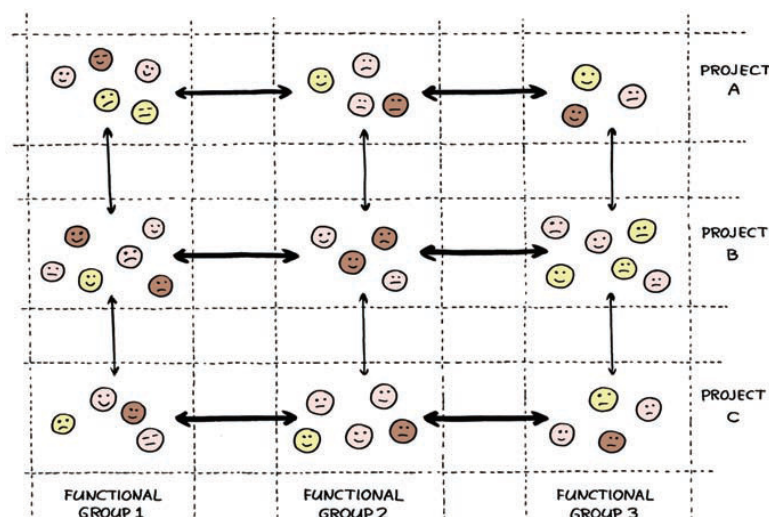 PROJECT
A
PROJECT
B
PROJECT
C
FUNCTIONAL
GROUP 1
FUNCTIONAL
GROUP 2
FUNCTIONAL
GROUP 3